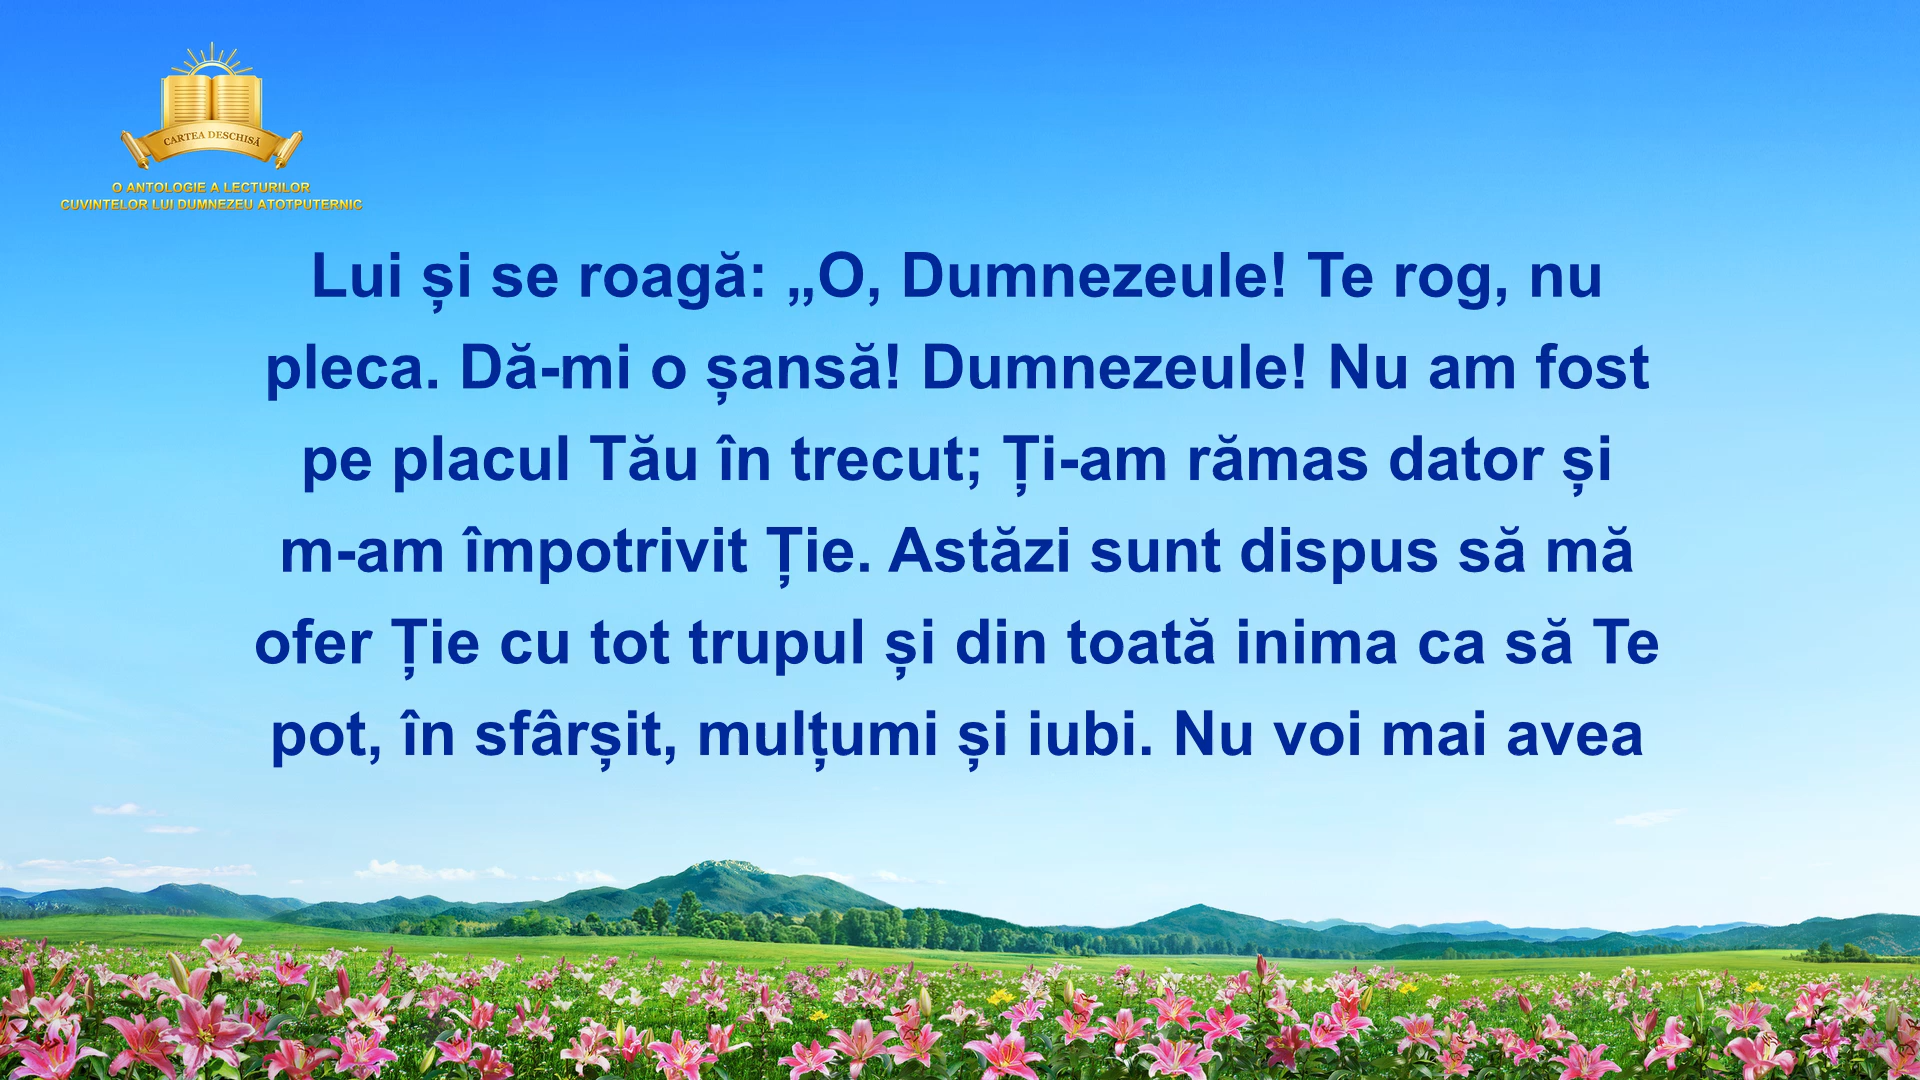 CARTEA DESCHISĂ
O ANTOLOGIE A LECTURILOR
CUVINTELOR LUI DUMNEZEU ATOTPUTERNIC
Lui și se roagă: „O, Dumnezeule! Te rog, nu
pleca. Dă-mi o șansă! Dumnezeule! Nu am fost
pe placul Tău în trecut; Ți-am rămas dator și
m-am împotrivit Ție. Astăzi sunt dispus să mă
ofer Ție cu tot trupul și din toată inima ca să Te
pot, în sfârșit, mulțumi și iubi. Nu voi mai avea